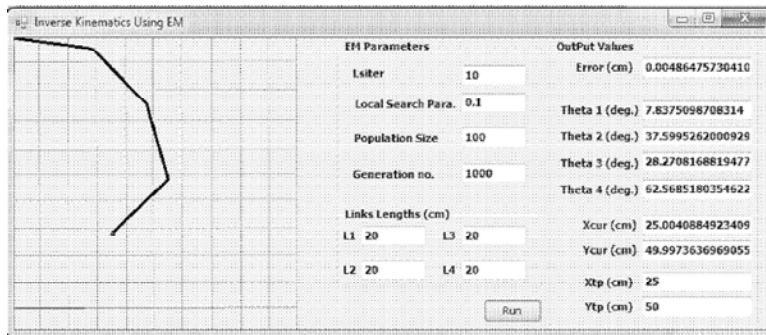 Inverse Kinematics Using EM
EM Parameters
Lsiter 10
Local Search Para. 0.1
Population Size 100
Generation no. 1000
Links Lengths (cm)
L1 20 L3 20
L2 20 L4 20
Run
OutPut Values
Error (cm) 0.00486475730410
Theta 1 (deg.) 7.8375098708314
Theta 2 (deg.) 37.5995262000929
Theta 3 (deg.) 28.2708168819477
Theta 4 (deg.) 62.5685180354622
Xcur (cm) 25.0040884923409
Ycur (cm) 49.9973636969055
Xtp (cm) 25
Ytp (cm) 50